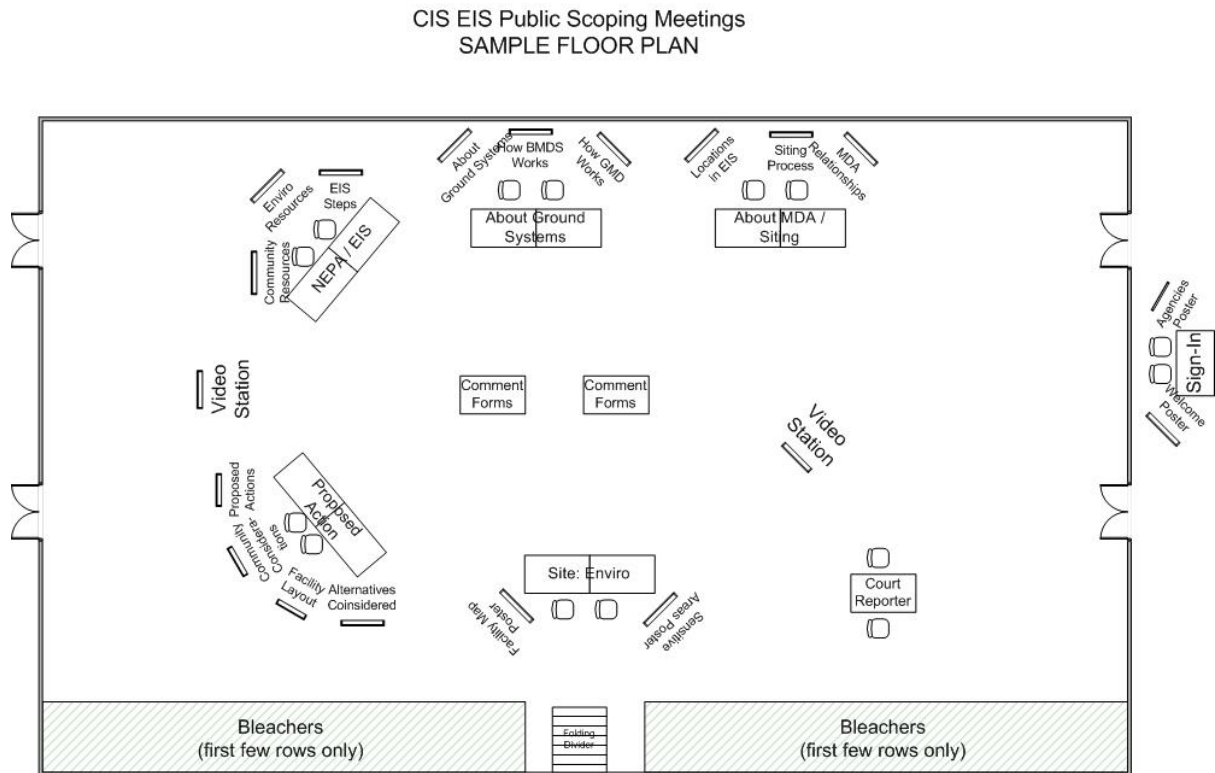 CIS EIS Public Scoping Meetings
SAMPLE FLOOR PLAN
About
Ground Systems
How BMDS
Works
How GMD
Works
Locations
in EIS
Siting
Process
MDA
Relationships
Enviro
Resources
EIS
Steps
Community
Resources
NEPA / EIS
About Ground
Systems
About MDA /
Siting
Agencies
Poster
Sign-In
Welcome
Poster
Video
Station
Comment
Forms
Comment
Forms
Video
Station
Proposed
Actions
Community
Considera-
tions
Facility
Layout
Alternatives
Coinsidered
Proposed
Action
Site: Enviro
Facility Map
Poster
Sensitive
Areas Poster
Court
Reporter
Bleachers
(first few rows only)
Folding
Divider
Bleachers
(first few rows only)